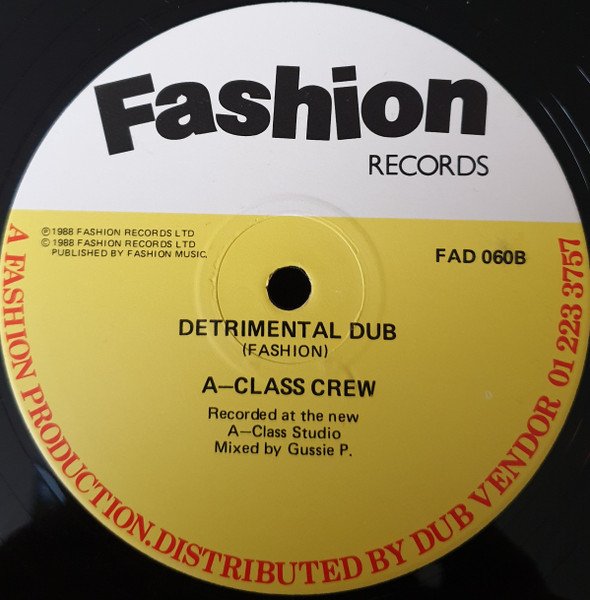 Fashion
RECORDS
℗ 1988 FASHION RECORDS LTD
© 1988 FASHION RECORDS LTD
PUBLISHED BY FASHION MUSIC.
FAD 060B
DETRIMENTAL DUB
(FASHION)
A–CLASS CREW
Recorded at the new
A–Class Studio
Mixed by Gussie P.
A FASHION PRODUCTION.DISTRIBUTED BY DUB VENDOR 01 223 3757